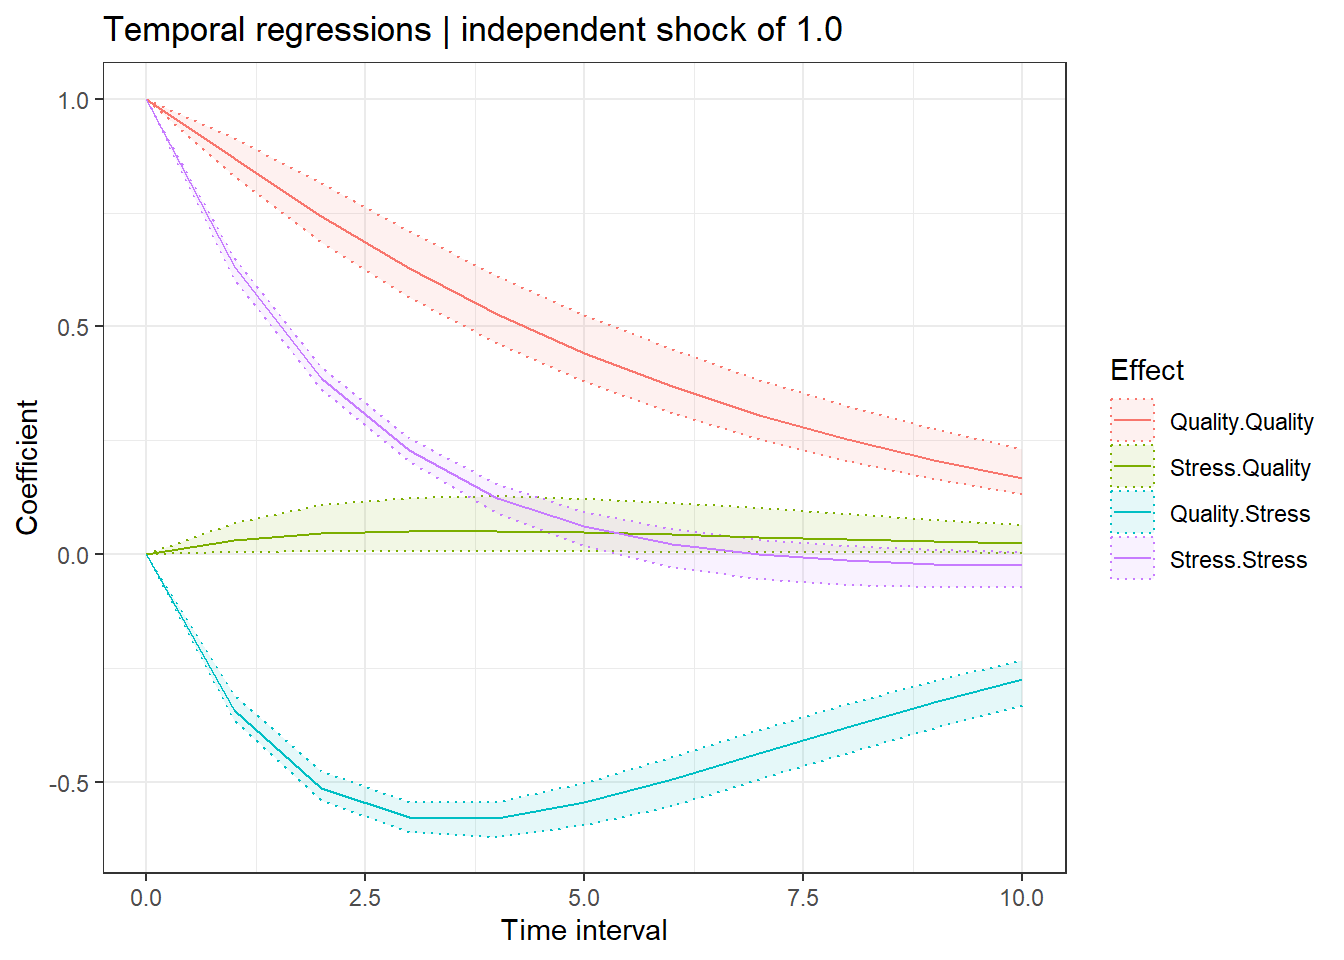 Temporal regressions | independent shock of 1.0
Coefficient
1.0
0.5
0.0
-0.5
0.0
2.5
5.0
7.5
10.0
Time interval
Effect
Quality.Quality
Stress.Quality
Quality.Stress
Stress.Stress